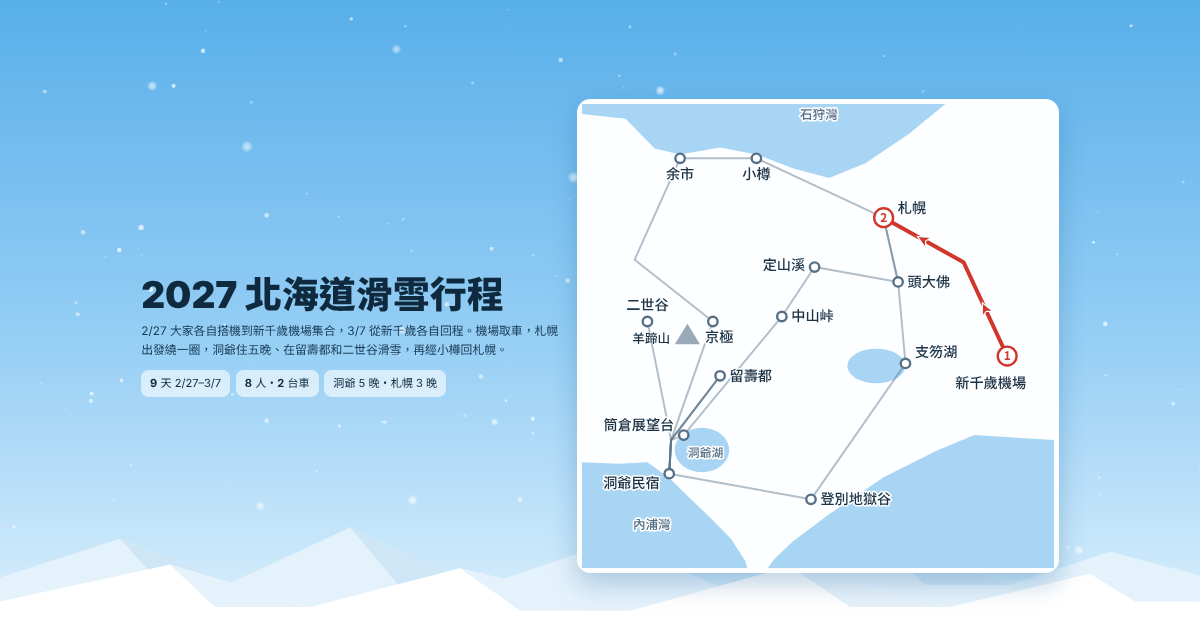 2027 北海道滑雪行程
2/27 大家各自搭機到新千歲機場集合，3/7 從新千歲各自回程。機場取車，札幌
出發繞一圈，洞爺住五晚、在留壽都和二世谷滑雪，再經小樽回札幌。
9 天 2/27–3/7
8 人・2 台車
洞爺 5 晚・札幌 3 晚
石狩灣
余市
小樽
2
札幌
定山溪
頭大佛
二世谷
羊蹄山
京極
中山峠
支笏湖
1
新千歲機場
留壽都
筒倉展望台
洞爺湖
洞爺民宿
登別地獄谷
內浦灣